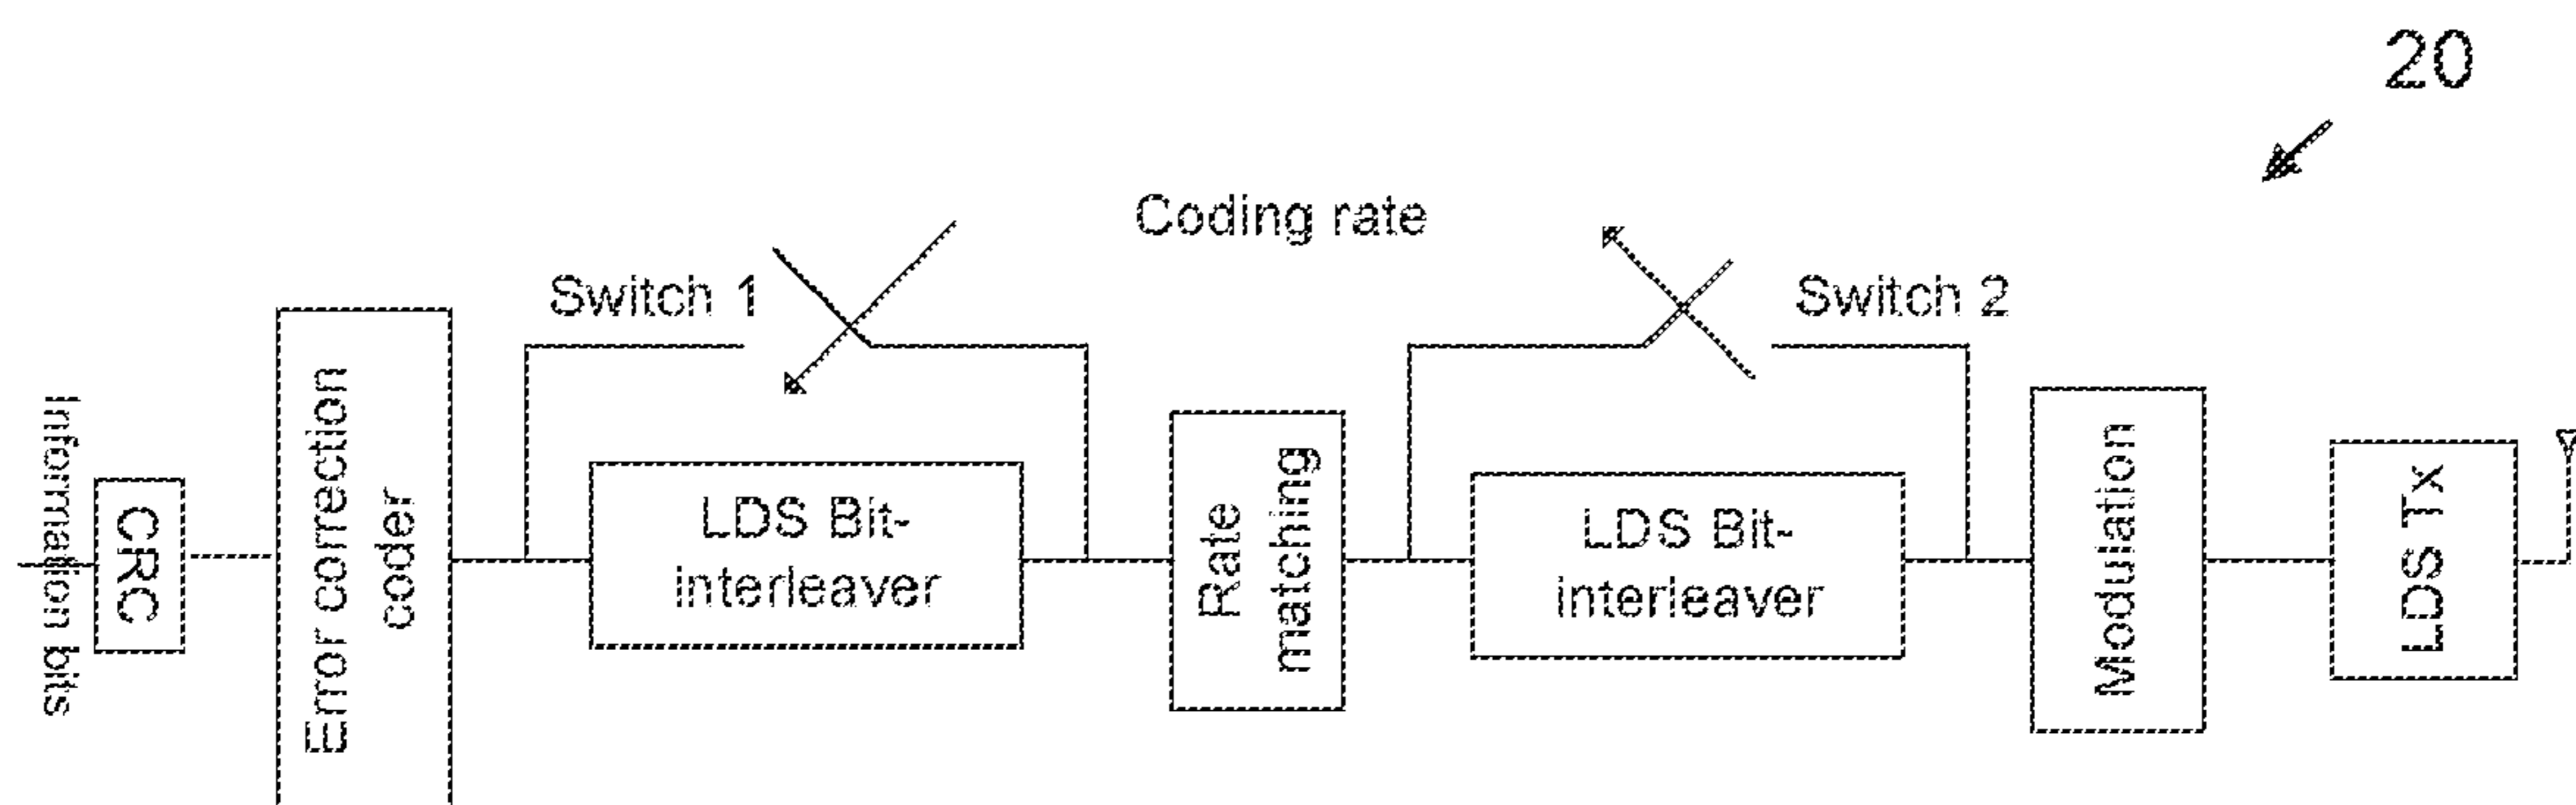 20
Coding rate
Switch 1
Switch 2
Information bits
CRC
Error correction
coder
LDS Bit-
interleaver
Rate
matching
LDS Bit-
interleaver
Modulation
LDS Tx